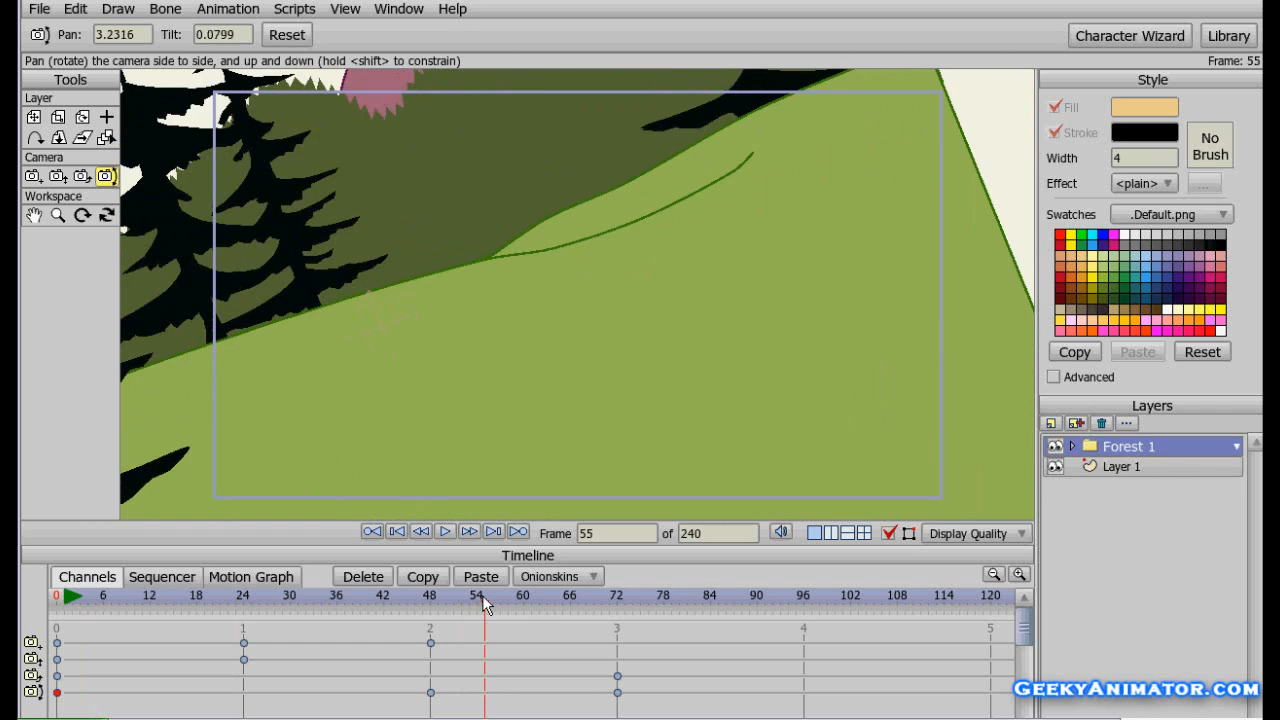 File Edit Draw Bone Animation Scripts View Window Help
Pan: 3.2316 Tilt: 0.0799 Reset Character Wizard Library
Pan (rotate) the camera side to side, and up and down (hold <shift> to constrain) Frame: 55
Tools
Layer
Camera
Workspace
Style
Fill
Stroke
No Brush
Width 4
Effect <plain> ...
Swatches .Default.png
Copy Paste Reset
Advanced
Layers
Forest 1
Layer 1
Frame 55 of 240 Display Quality
Timeline
Channels Sequencer Motion Graph Delete Copy Paste Onionskins
0 6 12 18 24 30 36 42 48 54 60 66 72 78 84 90 96 102 108 114 120
0 1 2 3 4 5
GeekyAnimator.com